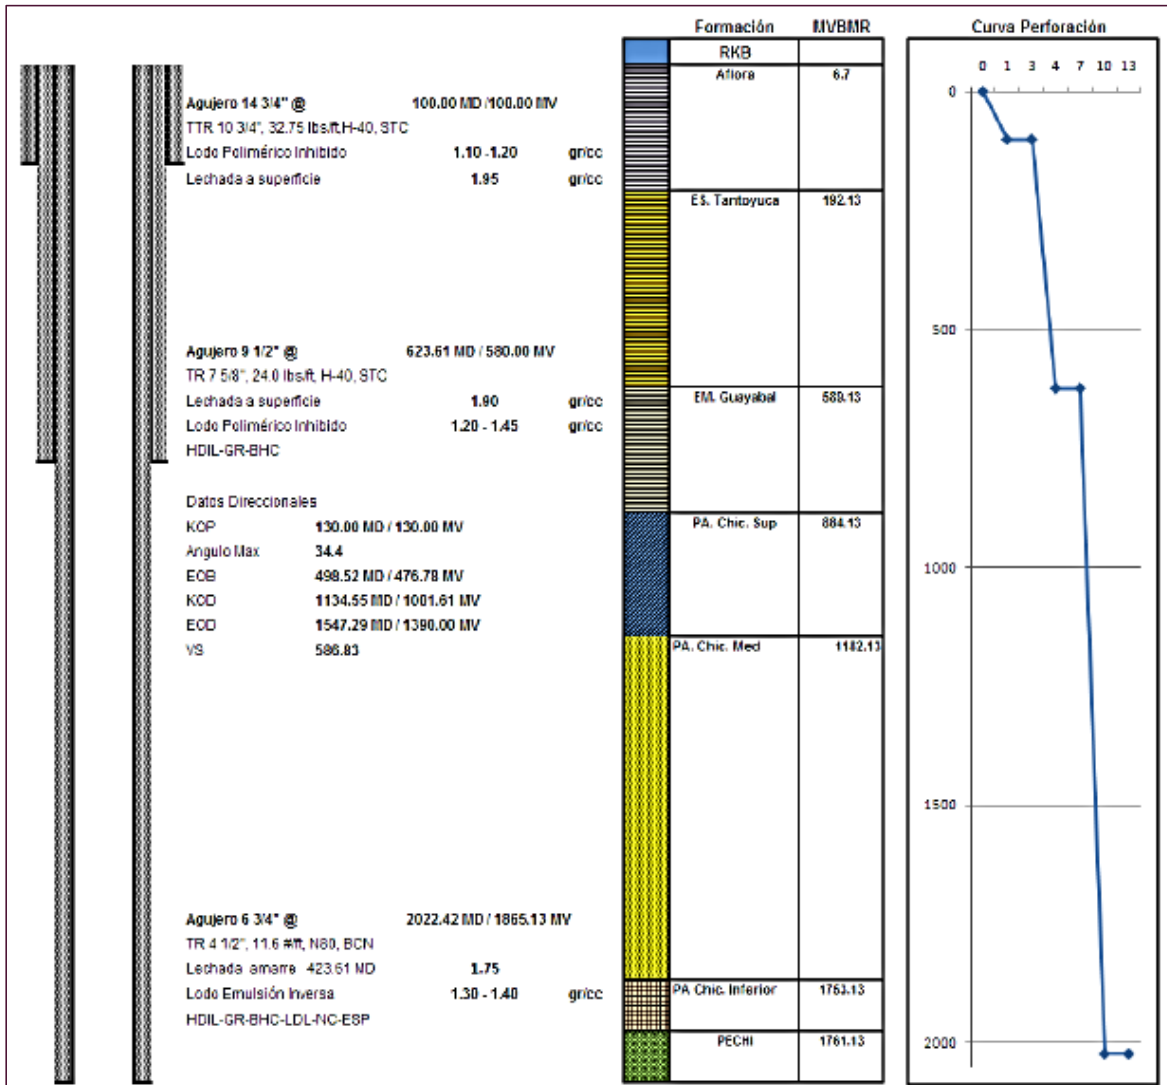 Formación MVBMR Curva Perforación
RKB
0 1 3 4 7 10 13
Aflora 6.7
0
Agujero 14 3/4" @ 100.00 MD /100.00 MV
TTR 10 3/4", 32.75 lbs/ft,H-40, STC
Lodo Polimérico Inhibido 1.10 -1.20 gr/cc
Lechada a superficie 1.95 gr/cc
ES. Tantoyuca 192.13
500
Agujero 9 1/2" @ 623.61 MD / 580.00 MV
TR 7 5/8", 24.0 lbs/ft, H-40, STC
Lechada a superficie 1.90 gr/cc
EM. Guayabal 589.13
Lodo Polimérico Inhibido 1.20 - 1.45 gr/cc
HDIL-GR-BHC
Datos Direccionales
PA. Chic. Sup 884.13
KOP 130.00 MD / 130.00 MV
Angulo Max 34.4
1000
EOB 498.52 MD / 476.78 MV
KOD 1134.55 MD / 1001.61 MV
EOD 1547.29 MD / 1390.00 MV
VS 586.83
PA. Chic. Med 1182.13
1500
Agujero 6 3/4" @ 2022.42 MD / 1865.13 MV
TR 4 1/2", 11.6 #/ft, N80, BCN
Lechada amarre 423.61 MD 1.75
Lodo Emulsión Inversa 1.30 - 1.40 gr/cc
PA Chic. Inferior 1753.13
HDIL-GR-BHC-LDL-NC-ESP
PECHI 1761.13
2000